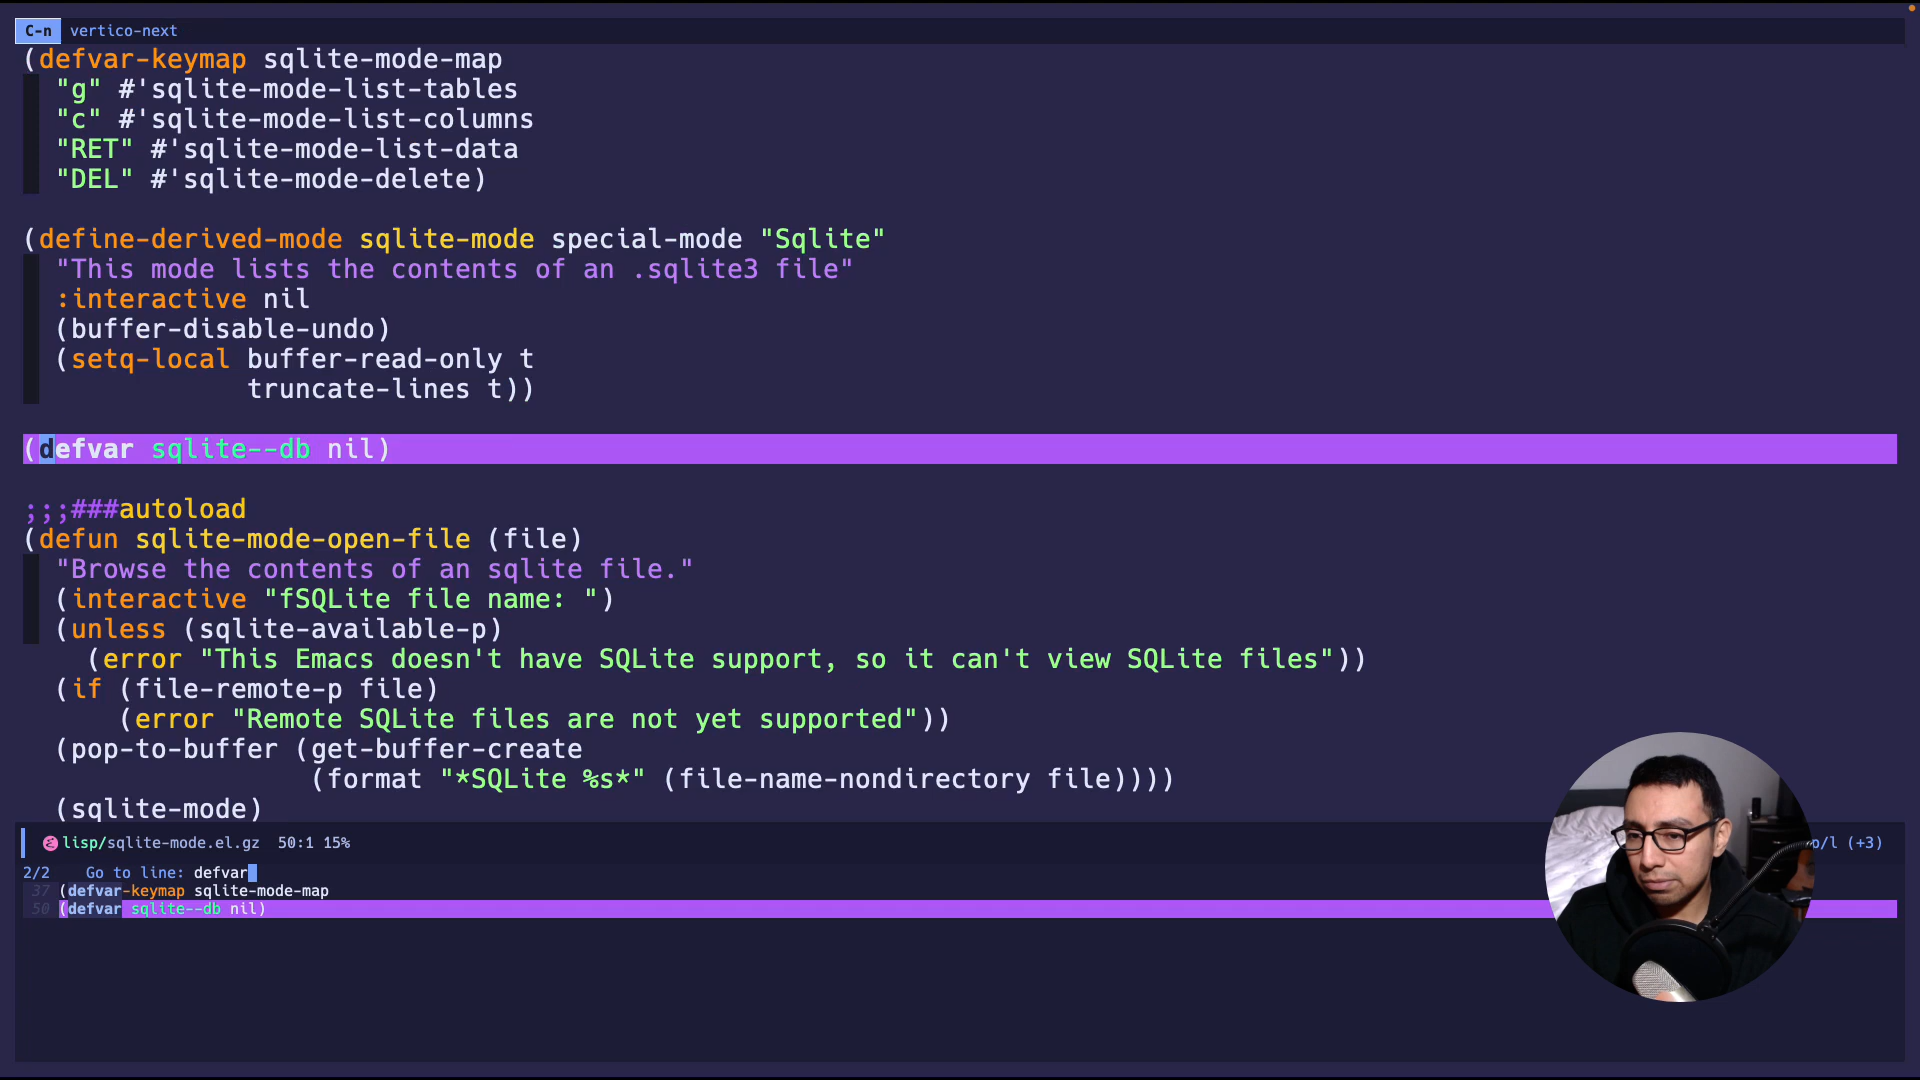 C-n vertico-next
(defvar-keymap sqlite-mode-map
"g" #'sqlite-mode-list-tables
"c" #'sqlite-mode-list-columns
"RET" #'sqlite-mode-list-data
"DEL" #'sqlite-mode-delete)
(define-derived-mode sqlite-mode special-mode "Sqlite"
"This mode lists the contents of an .sqlite3 file"
:interactive nil
(buffer-disable-undo)
(setq-local buffer-read-only t
truncate-lines t))
(defvar sqlite--db nil)
;;;###autoload
(defun sqlite-mode-open-file (file)
"Browse the contents of an sqlite file."
(interactive "fSQLite file name: ")
(unless (sqlite-available-p)
(error "This Emacs doesn't have SQLite support, so it can't view SQLite files"))
(if (file-remote-p file)
(error "Remote SQLite files are not yet supported"))
(pop-to-buffer (get-buffer-create
(format "*SQLite %s*" (file-name-nondirectory file))))
(sqlite-mode)
lisp/sqlite-mode.el.gz 50:1 15% /l (+3)
2/2 Go to line: defvar
37 (defvar-keymap sqlite-mode-map
50 (defvar sqlite--db nil)